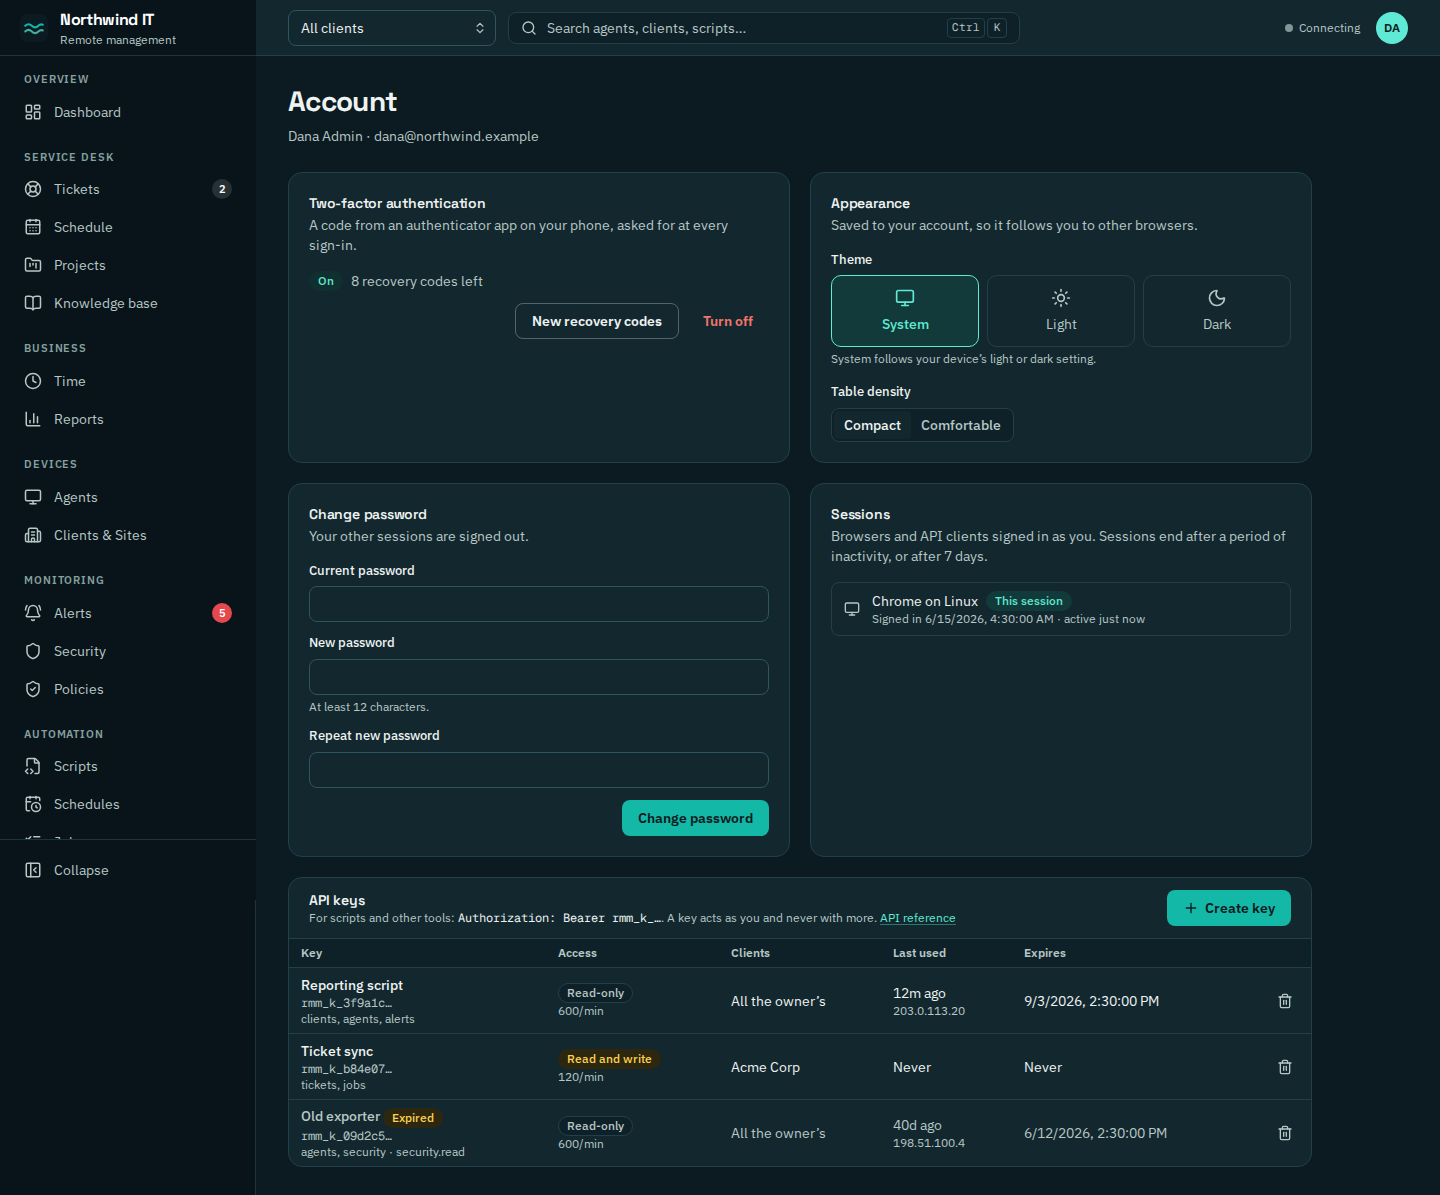 Northwind IT
Remote management
All clients
Search agents, clients, scripts...
Ctrl K
Connecting
DA
OVERVIEW
Dashboard
SERVICE DESK
Tickets
2
Schedule
Projects
Knowledge base
BUSINESS
Time
Reports
DEVICES
Agents
Clients & Sites
MONITORING
Alerts
5
Security
Policies
AUTOMATION
Scripts
Schedules
Collapse
Account
Dana Admin · dana@northwind.example
Two-factor authentication
A code from an authenticator app on your phone, asked for at every
sign-in.
On
8 recovery codes left
New recovery codes
Turn off
Appearance
Saved to your account, so it follows you to other browsers.
Theme
System
Light
Dark
System follows your device’s light or dark setting.
Table density
Compact
Comfortable
Change password
Your other sessions are signed out.
Current password
New password
At least 12 characters.
Repeat new password
Change password
Sessions
Browsers and API clients signed in as you. Sessions end after a period of
inactivity, or after 7 days.
Chrome on Linux
This session
Signed in 6/15/2026, 4:30:00 AM · active just now
API keys
For scripts and other tools: Authorization: Bearer rmm_k_…. A key acts as you and never with more. API reference
Create key
Key
Access
Clients
Last used
Expires
Reporting script
rmm_k_3f9a1c…
clients, agents, alerts
Read-only
600/min
All the owner’s
12m ago
203.0.113.20
9/3/2026, 2:30:00 PM
Ticket sync
rmm_k_b84e07…
tickets, jobs
Read and write
120/min
Acme Corp
Never
Never
Old exporter
Expired
rmm_k_09d2c5…
agents, security · security.read
Read-only
600/min
All the owner’s
40d ago
198.51.100.4
6/12/2026, 2:30:00 PM